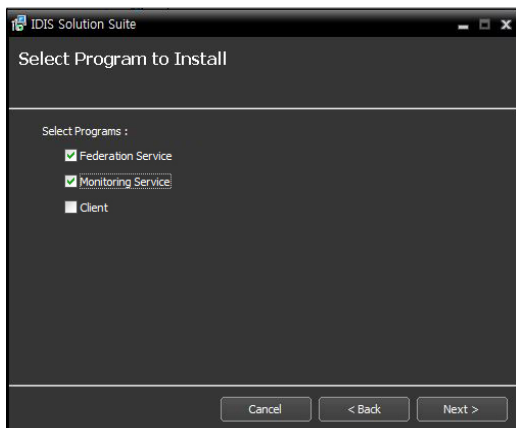 IDIS Solution Suite
Select Program to Install
Select Programs :
Federation Service
Monitoring Service
Client
Cancel
< Back
Next >